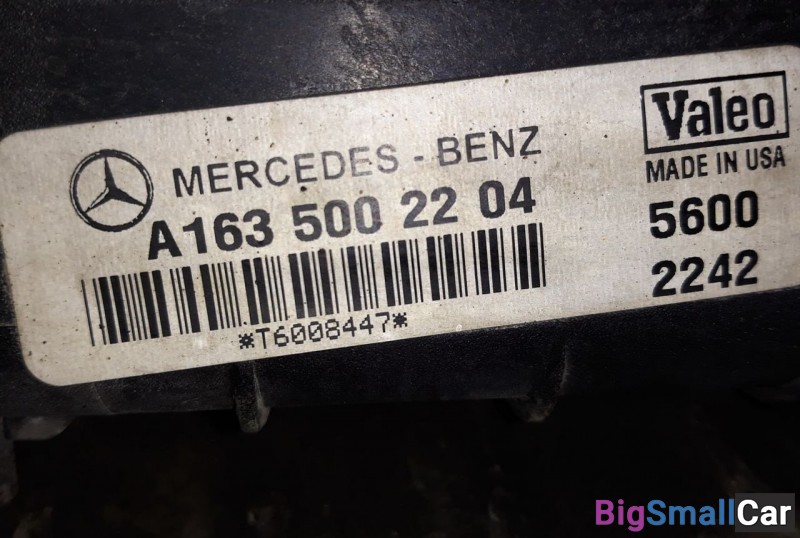 MERCEDES - BENZ
A163 500 22 04
*T6008447*
Valeo
MADE IN USA
5600
2242
BigSmallCar